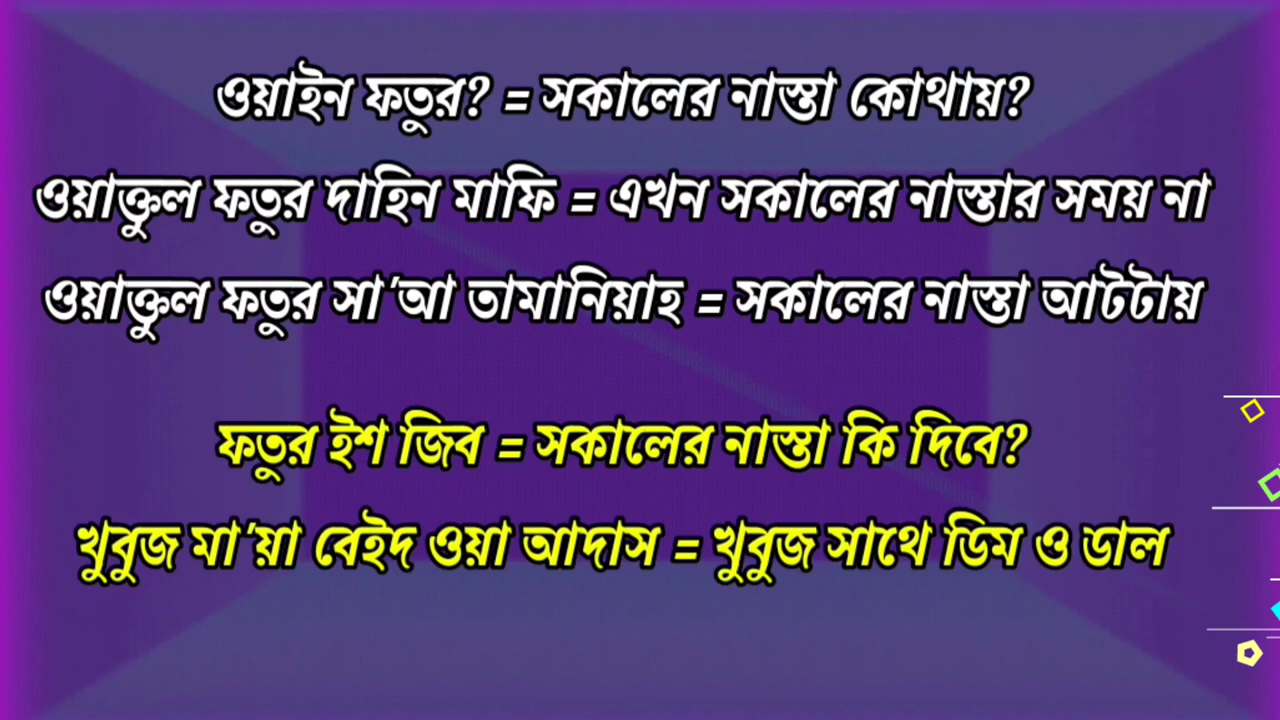 ওয়াইন ফতুর? = সকালের নাস্তা কোথায়?
ওয়াক্তুল ফতুর দাহিন মাফি = এখন সকালের নাস্তার সময় না
ওয়াক্তুল ফতুর সা'আ তামানিয়াহ = সকালের নাস্তা আটটায়
ফতুর ইশ জিব = সকালের নাস্তা কি দিবে?
খুবুজ মা'য়া বেইদ ওয়া আদাস = খুবুজ সাথে ডিম ও ডাল